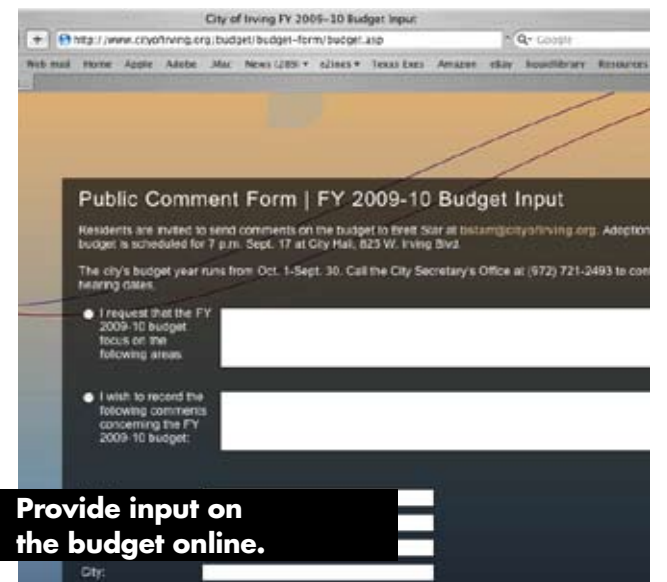 City of Irving FY 2009-10 Budget Input
+ http://www.cityofirving.org/budget/budget-form/budget.asp Q- Google
Web mail Home Apple Adobe .Mac News (289) eZines Texas Exes Amazon eBay Resources
Public Comment Form | FY 2009-10 Budget Input
Residents are invited to send comments on the budget to Brett at Adoption
budget is scheduled for 7 p.m. Sept. 17 at City Hall, 825 W. Irving Blvd.
The city's budget year runs from Oct. 1-Sept. 30. Call the City Secretary's Office at (972) 721-2493 to
hearing dates.
I request that the FY
2009-10 budget
focus on the
following areas
I wish to record the
following comments
concerning the FY
2009-10 budget:
Provide input on
the budget online.
City: